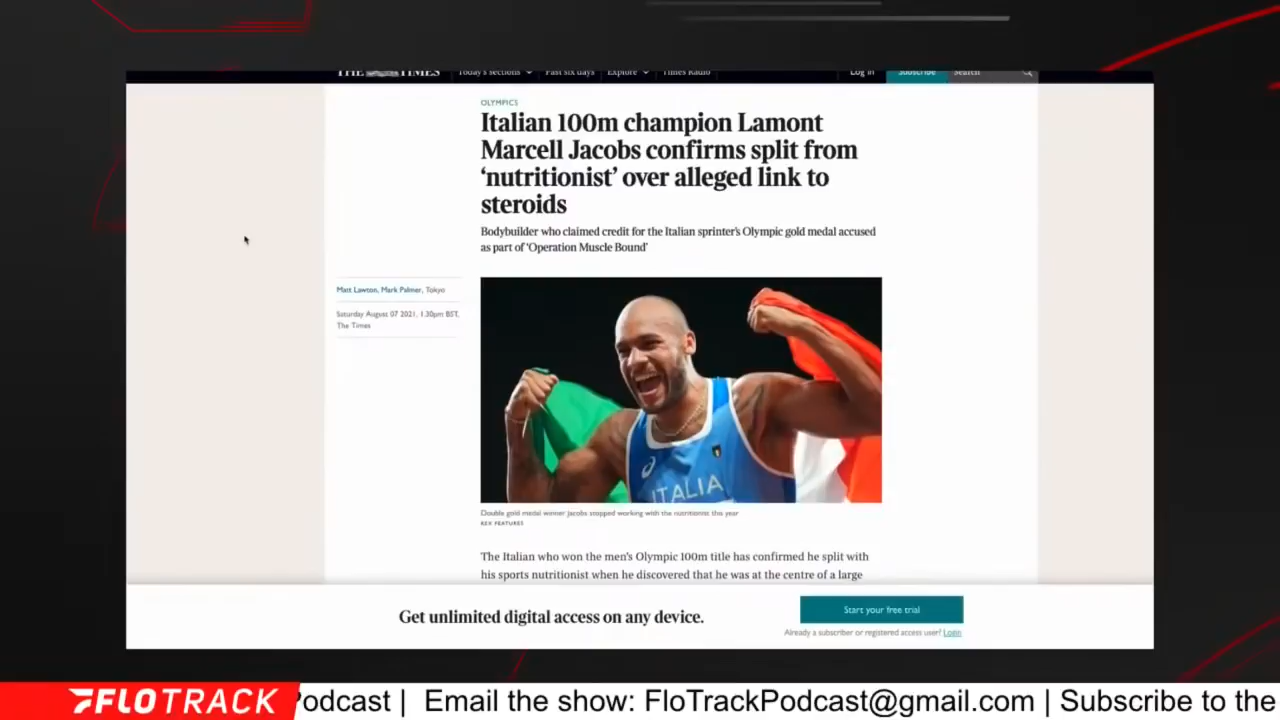 THE TIMES
Today's sections
Past six days
Explore
Times Radio
Log in
Subscribe
Search
OLYMPICS
Italian 100m champion Lamont
Marcell Jacobs confirms split from
‘nutritionist’ over alleged link to
steroids
Bodybuilder who claimed credit for the Italian sprinter’s Olympic gold medal accused
as part of ‘Operation Muscle Bound’
Matt Lawton, Mark Palmer, Tokyo
Saturday August 07 2021, 1.30pm BST,
The Times
ITALIA
Double gold medal winner Jacobs stopped working with the nutritionist this year
REX FEATURES
The Italian who won the men’s Olympic 100m title has confirmed he split with
his sports nutritionist when he discovered that he was at the centre of a large
Get unlimited digital access on any device.
Start your free trial
Already a subscriber or registered access user? Login
FLOTRACK
Podcast | Email the show: FloTrackPodcast@gmail.com | Subscribe to the